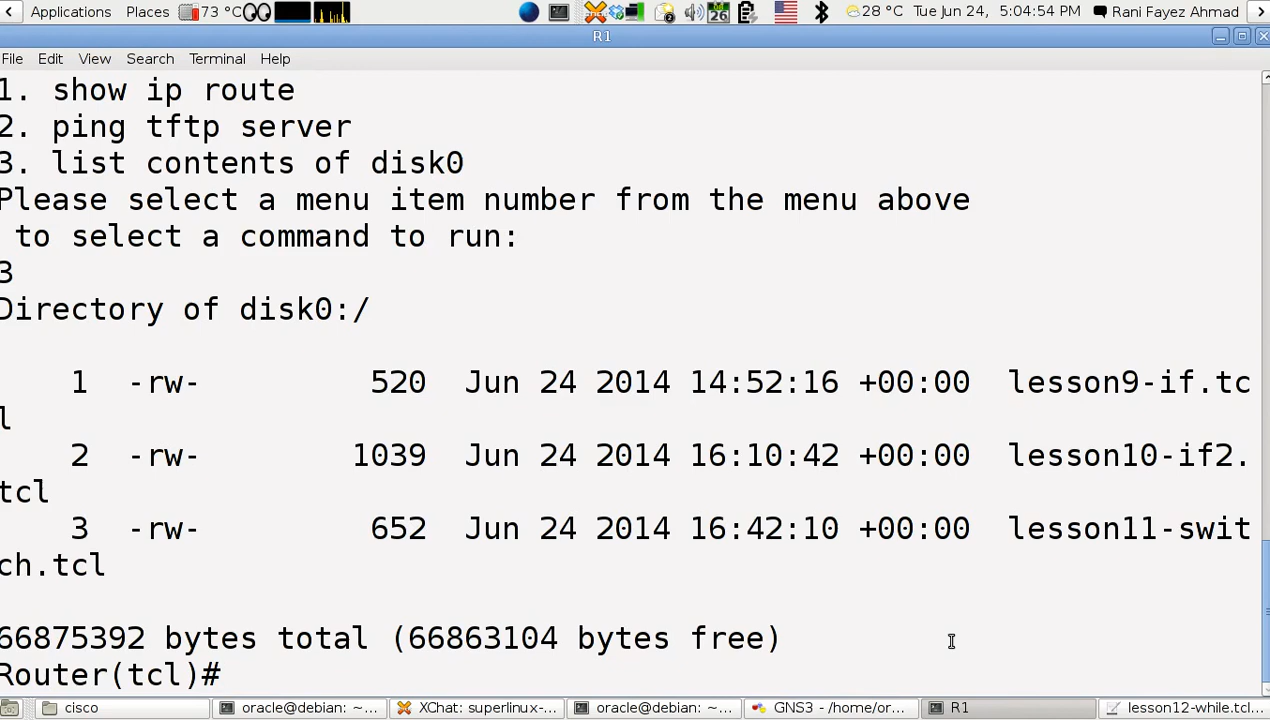 Applications Places 73 °C 26 28 °C Tue Jun 24, 5:04:54 PM Rani Fayez Ahmad
R1
File Edit View Search Terminal Help
1. show ip route
2. ping tftp server
3. list contents of disk0
Please select a menu item number from the menu above
to select a command to run:
3
Directory of disk0:/
1 -rw- 520 Jun 24 2014 14:52:16 +00:00 lesson9-if.tc
l
2 -rw- 1039 Jun 24 2014 16:10:42 +00:00 lesson10-if2.
tcl
3 -rw- 652 Jun 24 2014 16:42:10 +00:00 lesson11-swit
ch.tcl
66875392 bytes total (66863104 bytes free)
Router(tcl)#
cisco oracle@debian: ~... XChat: superlinux-... oracle@debian: ~... GNS3 - /home/or... R1 lesson12-while.tcl...